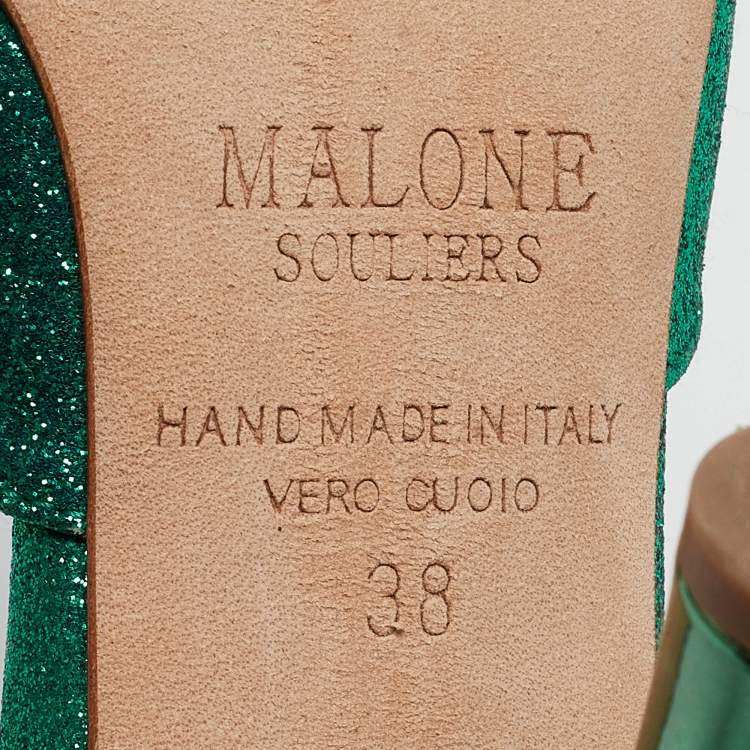 MALONE
SOULIERS
HAND MADE IN ITALY
VERO CUOIO
38